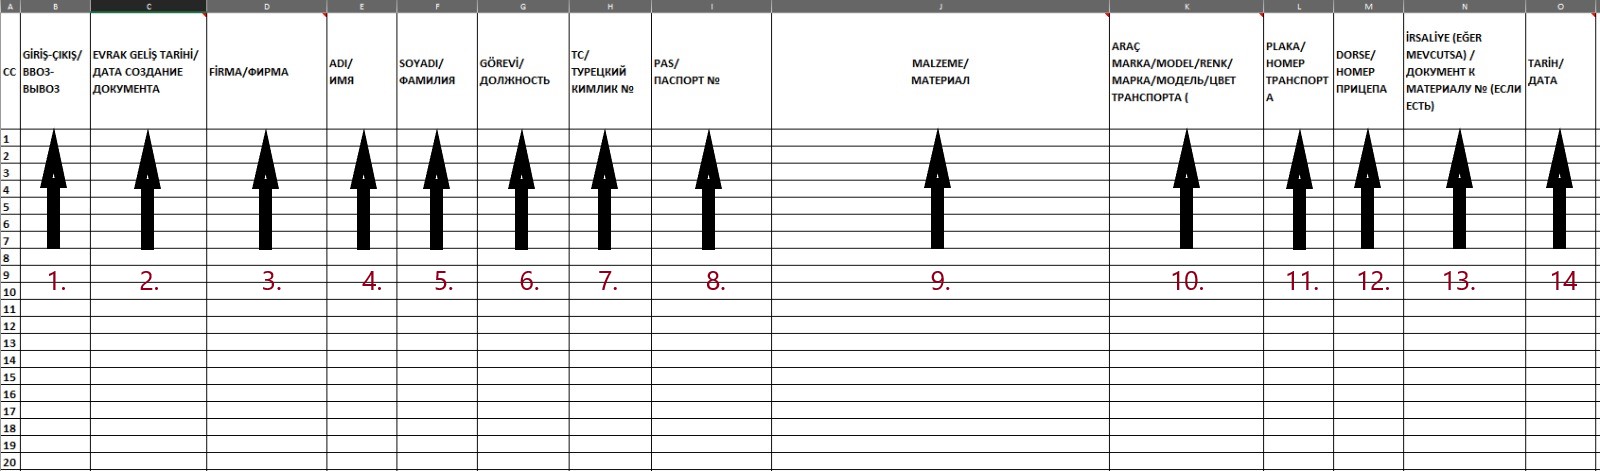 A B C D E F G H I J K L M N O
CC
GİRİŞ-ÇIKIŞ/
ВВОЗ-
ВЫВОЗ
EVRAK GELİŞ TARİHİ/
ДАТА СОЗДАНИЕ
ДОКУМЕНТА
FİRMA/ФИРМА
ADI/
ИМЯ
SOYADI/
ФАМИЛИЯ
GÖREVİ/
ДОЛЖНОСТЬ
TC/
ТУРЕЦКИЙ
КИМЛИК №
PAS/
ПАСПОРТ №
MALZEME/
МАТЕРИАЛ
ARAÇ
MARKA/MODEL/RENK/
МАРКА/МОДЕЛЬ/ЦВЕТ
ТРАНСПОРТА (
PLAKA/
НОМЕР
ТРАНСПОРТ
А
DORSE/
НОМЕР
ПРИЦЕПА
İRSALİYE (EĞER
MEVCUTSA) /
ДОКУМЕНТ К
МАТЕРИАЛУ № (ЕСЛИ
ЕСТЬ)
TARİH/
ДАТА
1
2
3
4
5
6
7
8
9
1. 2. 3. 4. 5. 6. 7. 8. 9. 10. 11. 12. 13. 14
10
11
12
13
14
15
16
17
18
19
20